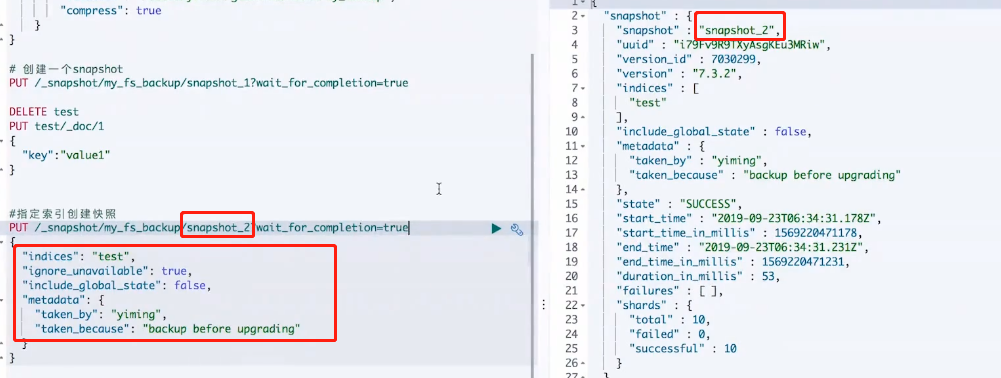 "compress": true
}
}
# 创建一个snapshot
PUT /_snapshot/my_fs_backup/snapshot_1?wait_for_completion=true
DELETE test
PUT test/_doc/1
{
"key":"value1"
}
#指定索引创建快照
PUT /_snapshot/my_fs_backup/snapshot_2?wait_for_completion=true
{
"indices": "test",
"ignore_unavailable": true,
"include_global_state": false,
"metadata": {
"taken_by": "yiming",
"taken_because": "backup before upgrading"
}
}
1 {
2 "snapshot" : {
3 "snapshot" : "snapshot_2",
4 "uuid" : "i79Fv9R9TXyAsgKEu3MRiw",
5 "version_id" : 7030299,
6 "version" : "7.3.2",
7 "indices" : [
8 "test"
9 ],
10 "include_global_state" : false,
11 "metadata" : {
12 "taken_by" : "yiming",
13 "taken_because" : "backup before upgrading"
14 },
15 "state" : "SUCCESS",
16 "start_time" : "2019-09-23T06:34:31.178Z",
17 "start_time_in_millis" : 1569220471178,
18 "end_time" : "2019-09-23T06:34:31.231Z",
19 "end_time_in_millis" : 1569220471231,
20 "duration_in_millis" : 53,
21 "failures" : [ ],
22 "shards" : {
23 "total" : 10,
24 "failed" : 0,
25 "successful" : 10
26 }
27 }